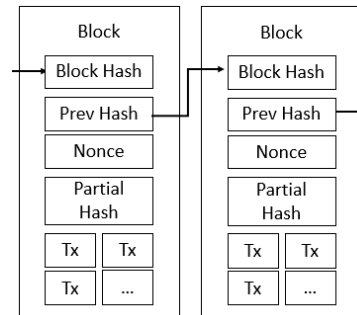 Block
Block Hash
Prev Hash
Nonce
Partial
Hash
Tx Tx
Tx ...
Block
Block Hash
Prev Hash
Nonce
Partial
Hash
Tx Tx
Tx ...